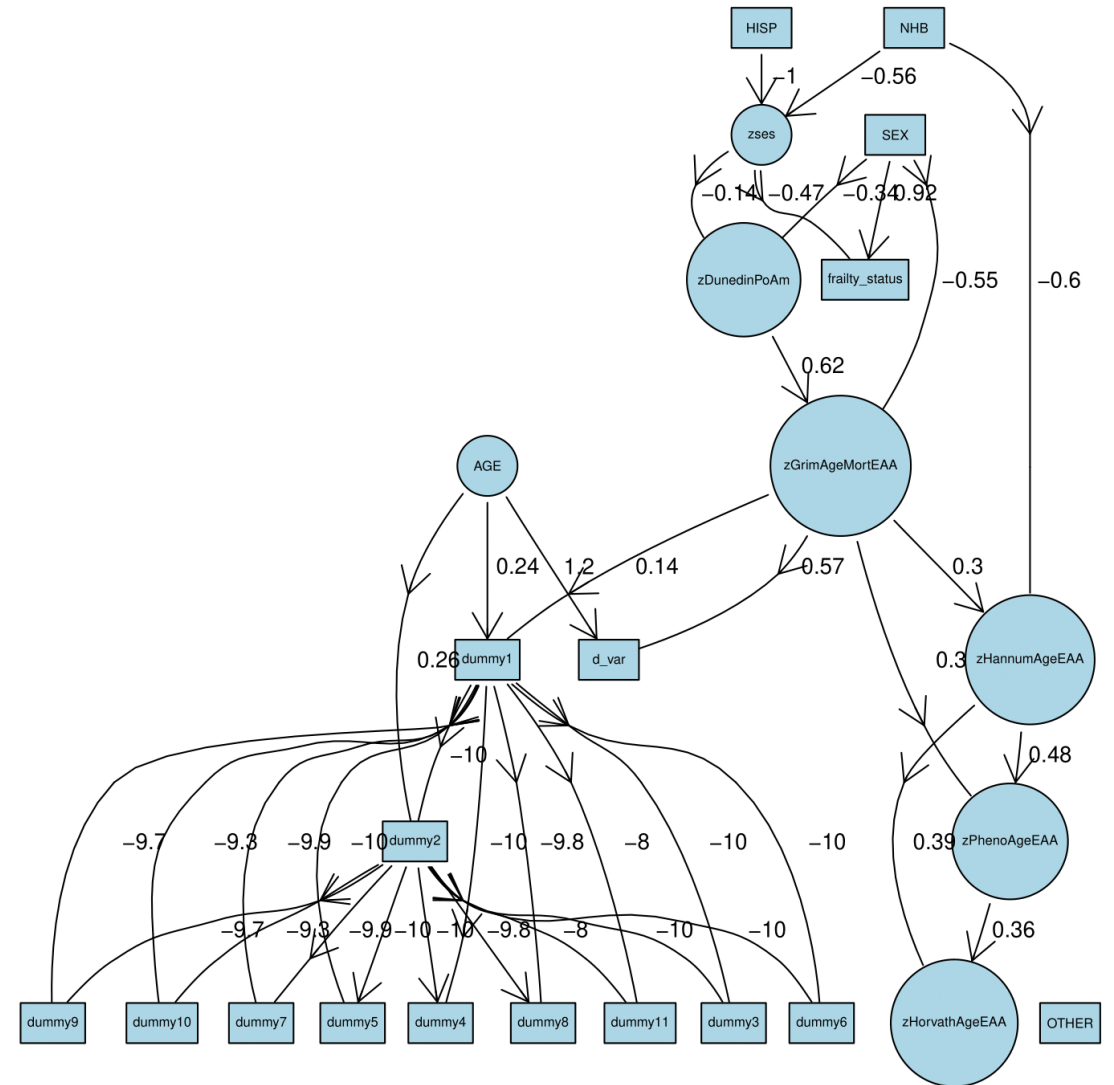 HISP
NHB
−1
−0.56
zses
SEX
−0.14
−0.47
−0.34
0.92
zDunedinPoAm
frailty_status
−0.55
−0.6
0.62
AGE
zGrimAgeMortEAA
0.24
1.2
0.14
0.57
0.3
0.26
dummy1
d_var
0.3
zHannumAgeEAA
−10
0.48
−9.7
−9.3
−9.9
−10
dummy2
−10
−9.8
−8
−10
−10
0.39
zPhenoAgeEAA
−9.7
−9.3
−9.9
−10
−10
−9.8
−8
−10
−10
0.36
dummy9
dummy10
dummy7
dummy5
dummy4
dummy8
dummy11
dummy3
dummy6
zHorvathAgeEAA
OTHER